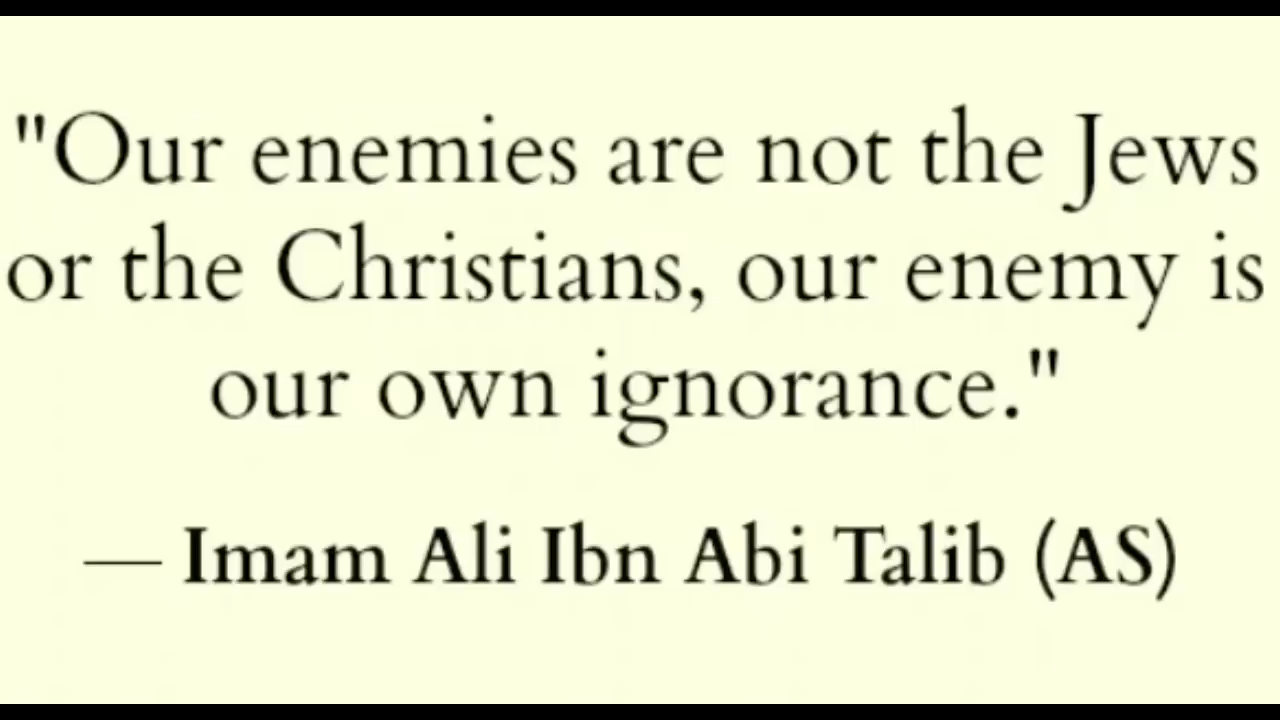 "Our enemies are not the Jews
or the Christians, our enemy is
our own ignorance."
— Imam Ali Ibn Abi Talib (AS)